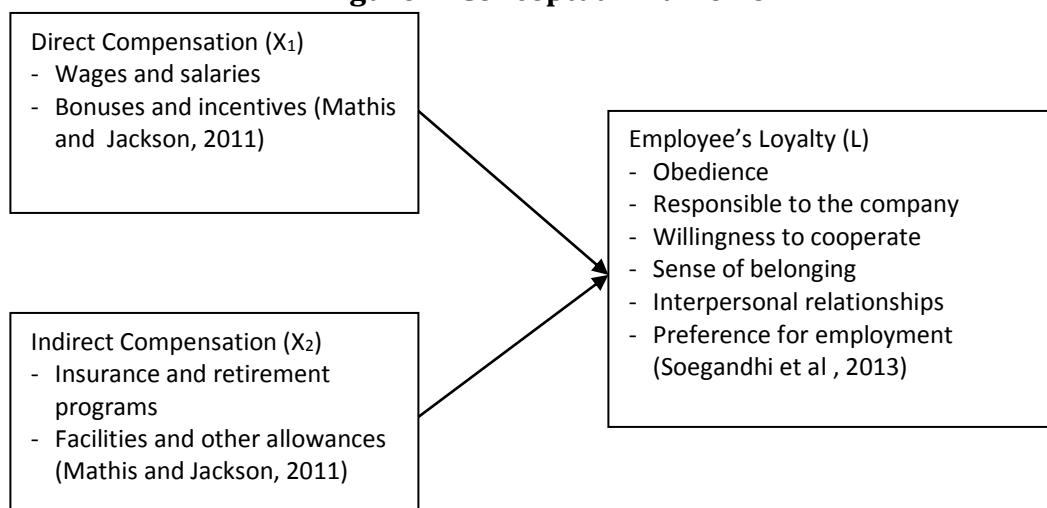 Direct Compensation (X₁)
- Wages and salaries
- Bonuses and incentives (Mathis
and Jackson, 2011)
Employee's Loyalty (L)
- Obedience
- Responsible to the company
- Willingness to cooperate
- Sense of belonging
- Interpersonal relationships
- Preference for employment
(Soegandhi et al , 2013)
Indirect Compensation (X₂)
- Insurance and retirement
programs
- Facilities and other allowances
(Mathis and Jackson, 2011)